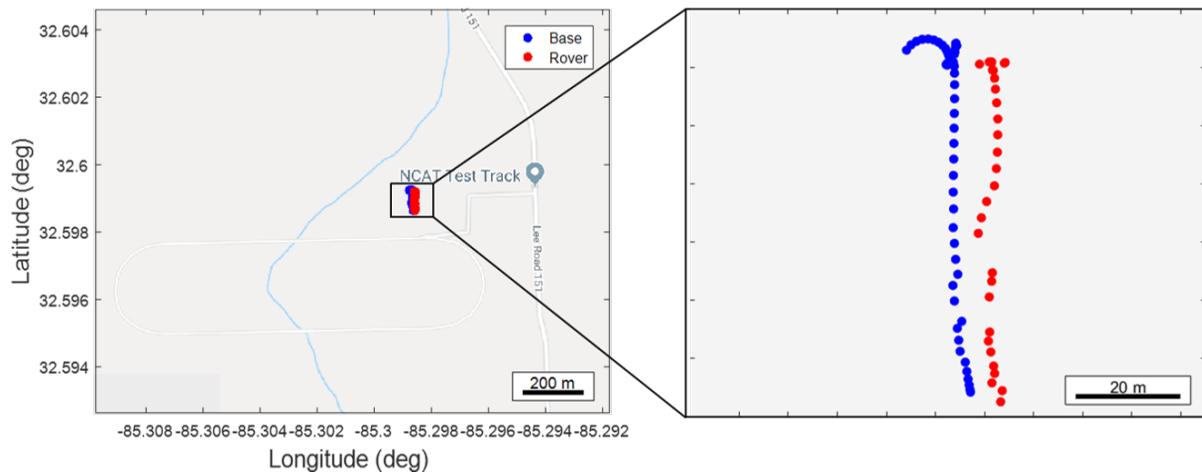 32.604
32.602
32.6
32.598
32.596
32.594
Latitude (deg)
151
Base
Rover
NCAT Test Track
Lee Road 151
200 m
-85.308 -85.306 -85.304 -85.302 -85.3 -85.298 -85.296 -85.294 -85.292
Longitude (deg)
20 m